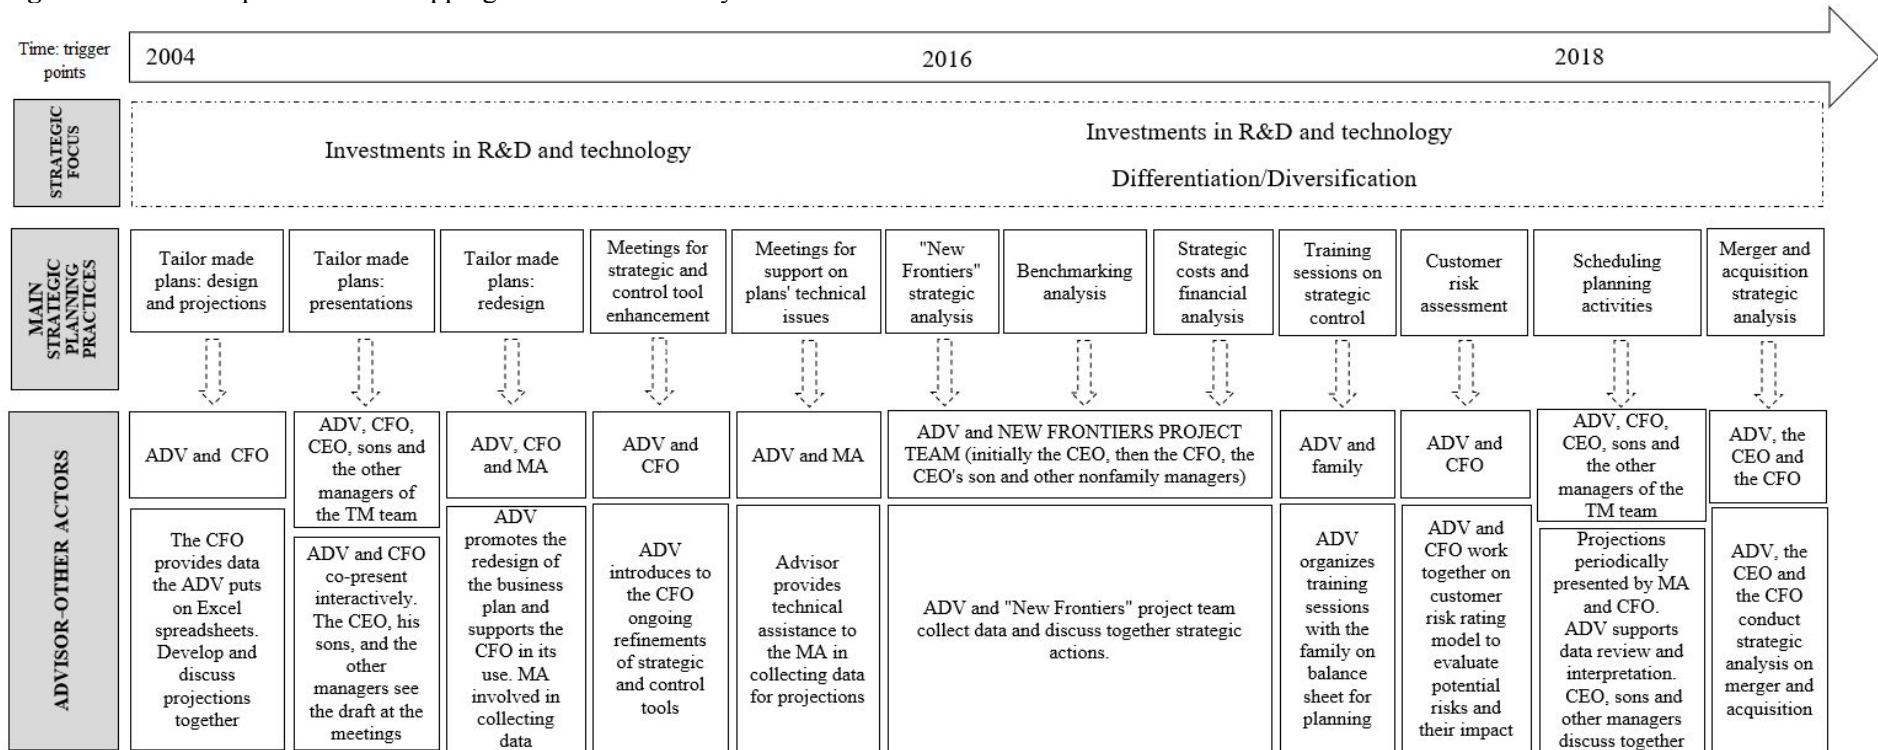 Time: trigger
points
2004
2016
2018
STRATEGIC
FOCUS
Investments in R&D and technology
Investments in R&D and technology
Differentiation/Diversification
MAIN
STRATEGIC
PLANNING
PRACTICES
Tailor made
plans: design
and projections
Tailor made
plans:
presentations
Tailor made
plans:
redesign
Meetings for
strategic and
control tool
enhancement
Meetings for
support on
plans' technical
issues
"New
Frontiers"
strategic
analysis
Benchmarking
analysis
Strategic
costs and
financial
analysis
Training
sessions on
strategic
control
Customer
risk
assessment
Scheduling
planning
activities
Merger and
acquisition
strategic
analysis
ADVISOR-OTHER ACTORS
ADV and CFO
ADV, CFO,
CEO, sons and
the other
managers of
the TM team
ADV, CFO
and MA
ADV and
CFO
ADV and MA
ADV and NEW FRONTIERS PROJECT
TEAM (initially the CEO, then the CFO, the
CEO's son and other nonfamily managers)
ADV and
family
ADV and
CFO
ADV, CFO,
CEO, sons and
the other
managers of the
TM team
ADV, the
CEO and
the CFO
The CFO
provides data
the ADV puts
on Excel
spreadsheets.
Develop and
discuss
projections
together
ADV and CFO
co-present
interactively.
The CEO, his
sons, and the
other
managers see
the draft at the
meetings
ADV
promotes the
redesign of
the business
plan and
supports the
CFO in its
use. MA
involved in
collecting
data
ADV
introduces to
the CFO
ongoing
refinements
of strategic
and control
tools
Advisor
provides
technical
assistance to
the MA in
collecting data
for projections
ADV and "New Frontiers" project team
collect data and discuss together strategic
actions.
ADV
organizes
training
sessions
with the
family on
balance
sheet for
planning
ADV and
CFO work
together on
customer
risk rating
model to
evaluate
potential
risks and
their impact
Projections
periodically
presented by MA
and CFO.
ADV supports
data review and
interpretation.
CEO, sons and
other managers
discuss together
ADV, the
CEO and
the CFO
conduct
strategic
analysis on
merger and
acquisition